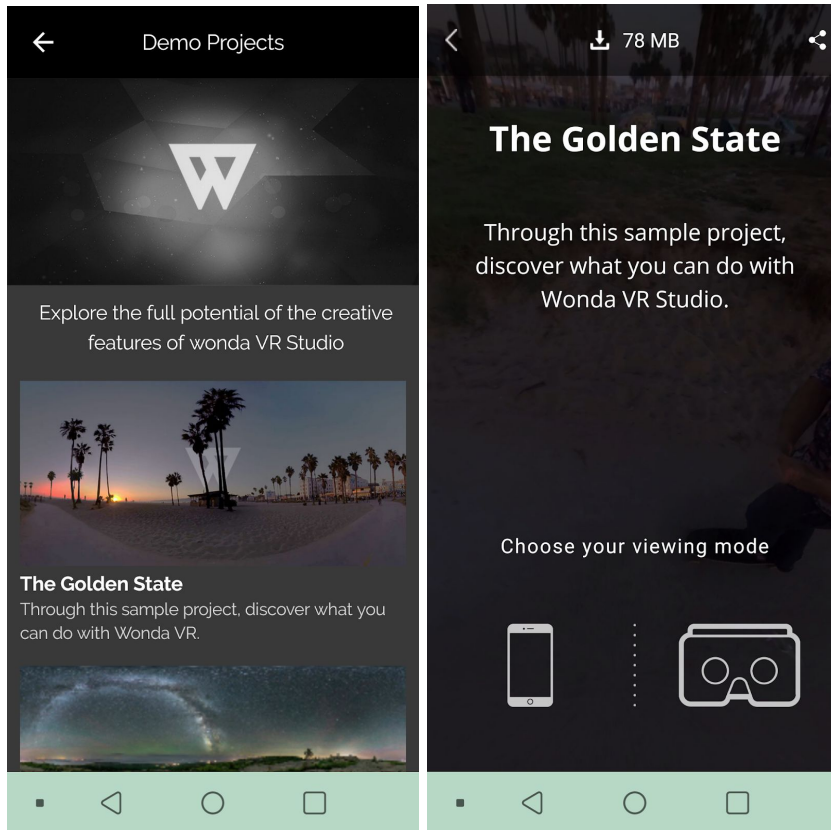 Demo Projects
Explore the full potential of the creative
features of wonda VR Studio
The Golden State
Through this sample project, discover what you
can do with Wonda VR.
78 MB
The Golden State
Through this sample project,
discover what you can do with
Wonda VR Studio.
Choose your viewing mode